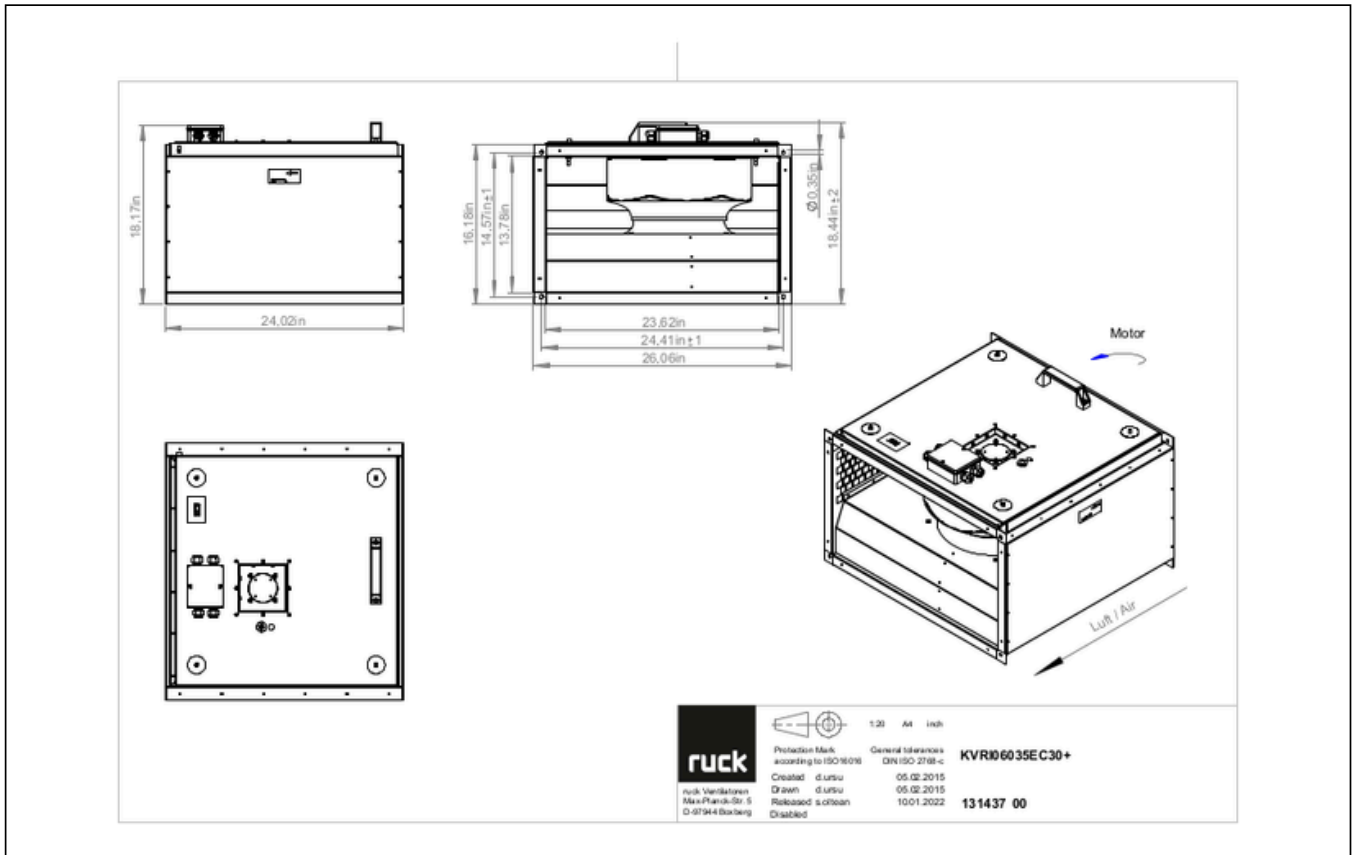 18,17in
24,02in
16,18in
14,57in±1
13,78in
Ø0,35in
18,44in±2
23,62in
24,41in±1
26,06in
Motor
Luft / Air
ruck
ruck Ventilatoren
Max-Planck-Str. 5
D-97944 Boxberg
1:20 A4 inch
Protection Mark
according to ISO16016
General tolerances
DIN ISO 2768-c
Created d.ursu 05.02.2015
Drawn d.ursu 05.02.2015
Released s.oltean 10.01.2022
Disabled
KVRI06035EC30+
131437 00